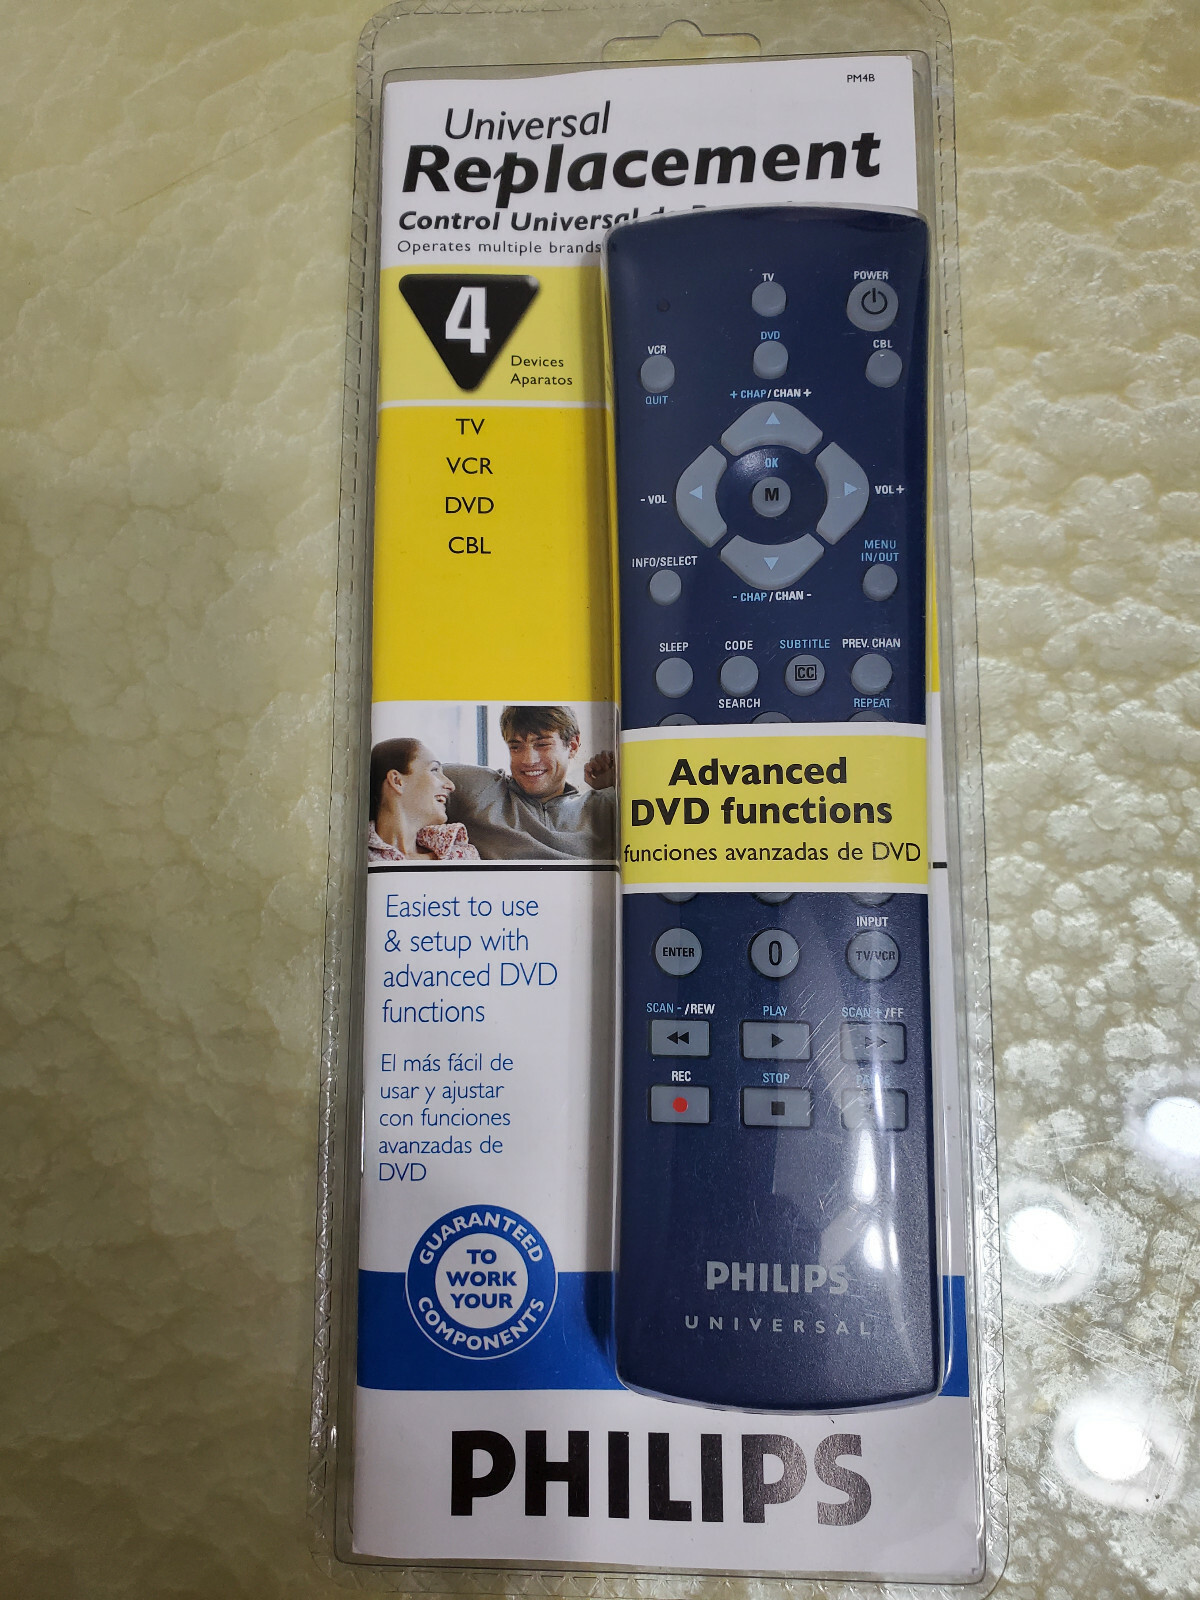 PM4B
Universal
Replacement
Control Universal
Operates multiple brands
4
Devices
Aparatos
TV
VCR
DVD
CBL
Easiest to use
& setup with
advanced DVD
functions
El más fácil de
usar y ajustar
con funciones
avanzadas de
DVD
GUARANTEED
TO
WORK
YOUR
COMPONENTS
PHILIPS
TV
POWER
DVD
VCR
CBL
QUIT
+ CHAP / CHAN +
OK
- VOL
M
VOL +
INFO/SELECT
MENU
IN/OUT
- CHAP / CHAN -
SLEEP
CODE
SUBTITLE
PREV. CHAN
CC
SEARCH
REPEAT
Advanced
DVD functions
funciones avanzadas de DVD
INPUT
ENTER
0
TV/VCR
SCAN - /REW
PLAY
SCAN + /FF
REC
STOP
PHILIPS
UNIVERSAL